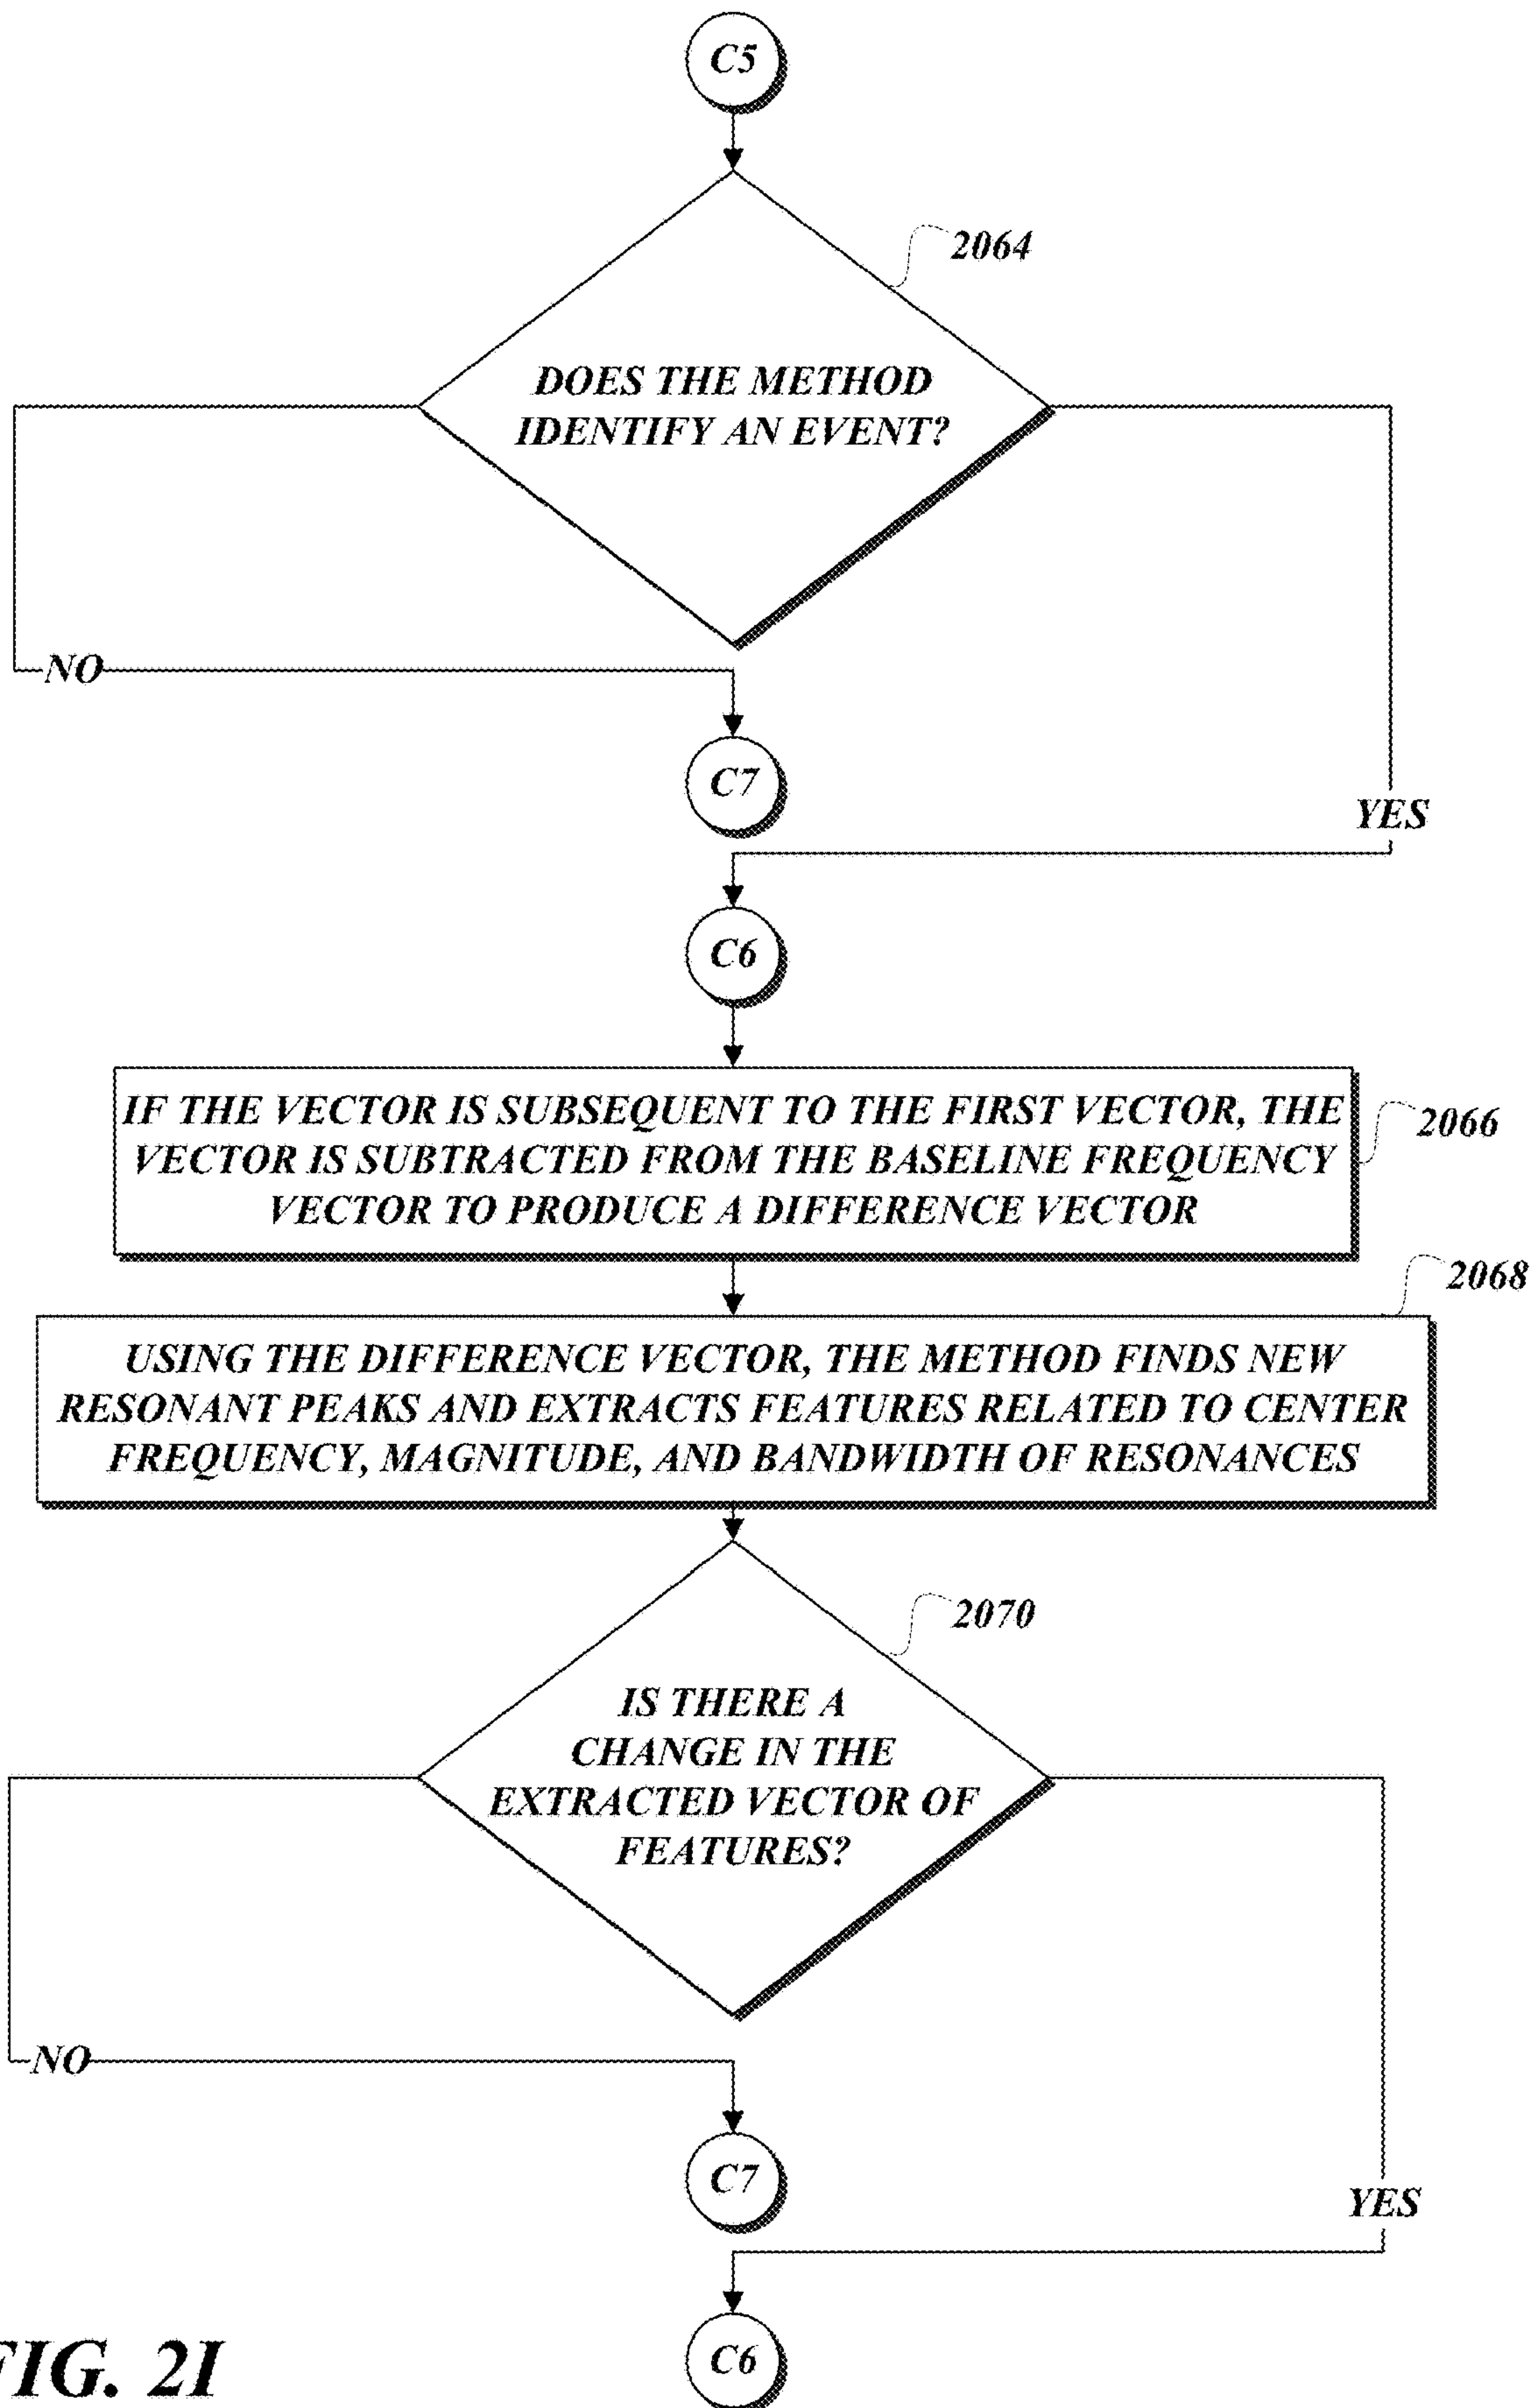 C5
2064
DOES THE METHOD
IDENTIFY AN EVENT?
NO
C7
YES
C6
IF THE VECTOR IS SUBSEQUENT TO THE FIRST VECTOR, THE
VECTOR IS SUBTRACTED FROM THE BASELINE FREQUENCY
VECTOR TO PRODUCE A DIFFERENCE VECTOR
2066
2068
USING THE DIFFERENCE VECTOR, THE METHOD FINDS NEW
RESONANT PEAKS AND EXTRACTS FEATURES RELATED TO CENTER
FREQUENCY, MAGNITUDE, AND BANDWIDTH OF RESONANCES
2070
IS THERE A
CHANGE IN THE
EXTRACTED VECTOR OF
FEATURES?
NO
C7
YES
C6
FIG. 2I